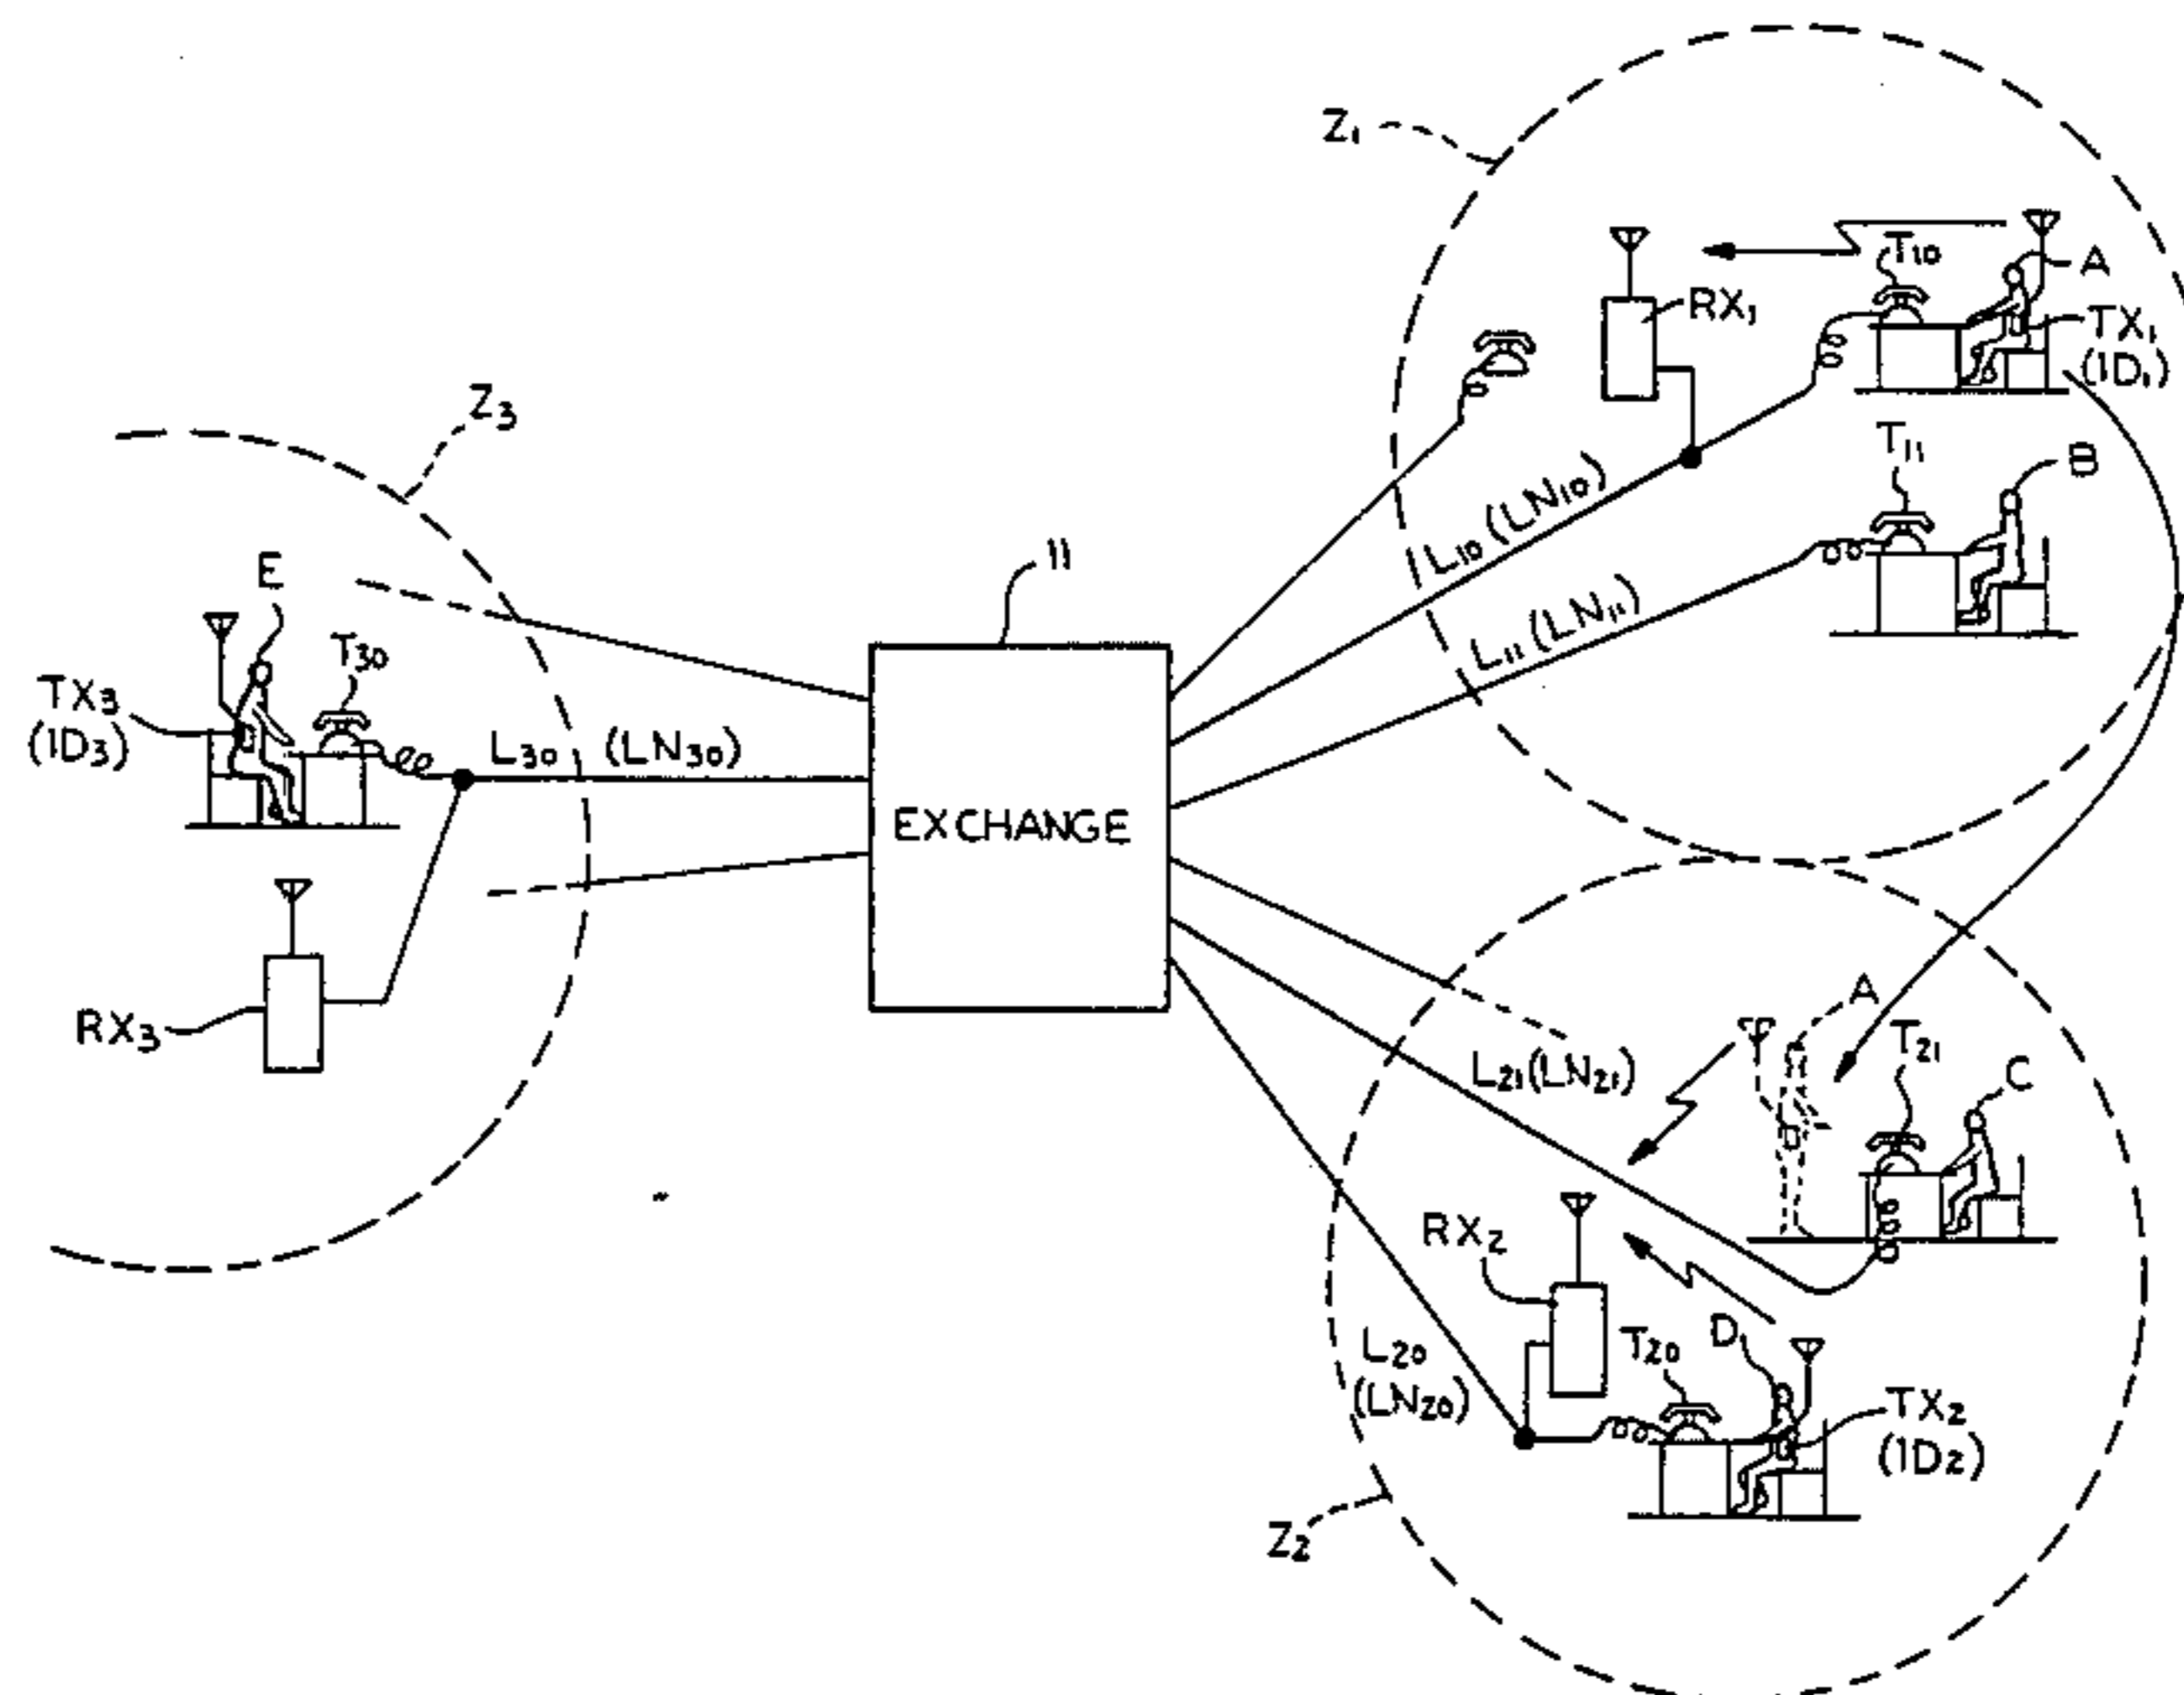 Z₁
T₁₀
A
RX₁
TX₁
(ID₁)
Z₃
T₁₁
B
L₁₀ (LN₁₀)
11
E
L₁₁ (LN₁₁)
T₃₀
TX₃
(ID₃)
L₃₀ (LN₃₀)
EXCHANGE
A
RX₃
T₂₁
L₂₁ (LN₂₁)
C
RX₂
D
T₂₀
L₂₀
(LN₂₀)
TX₂
(ID₂)
Z₂